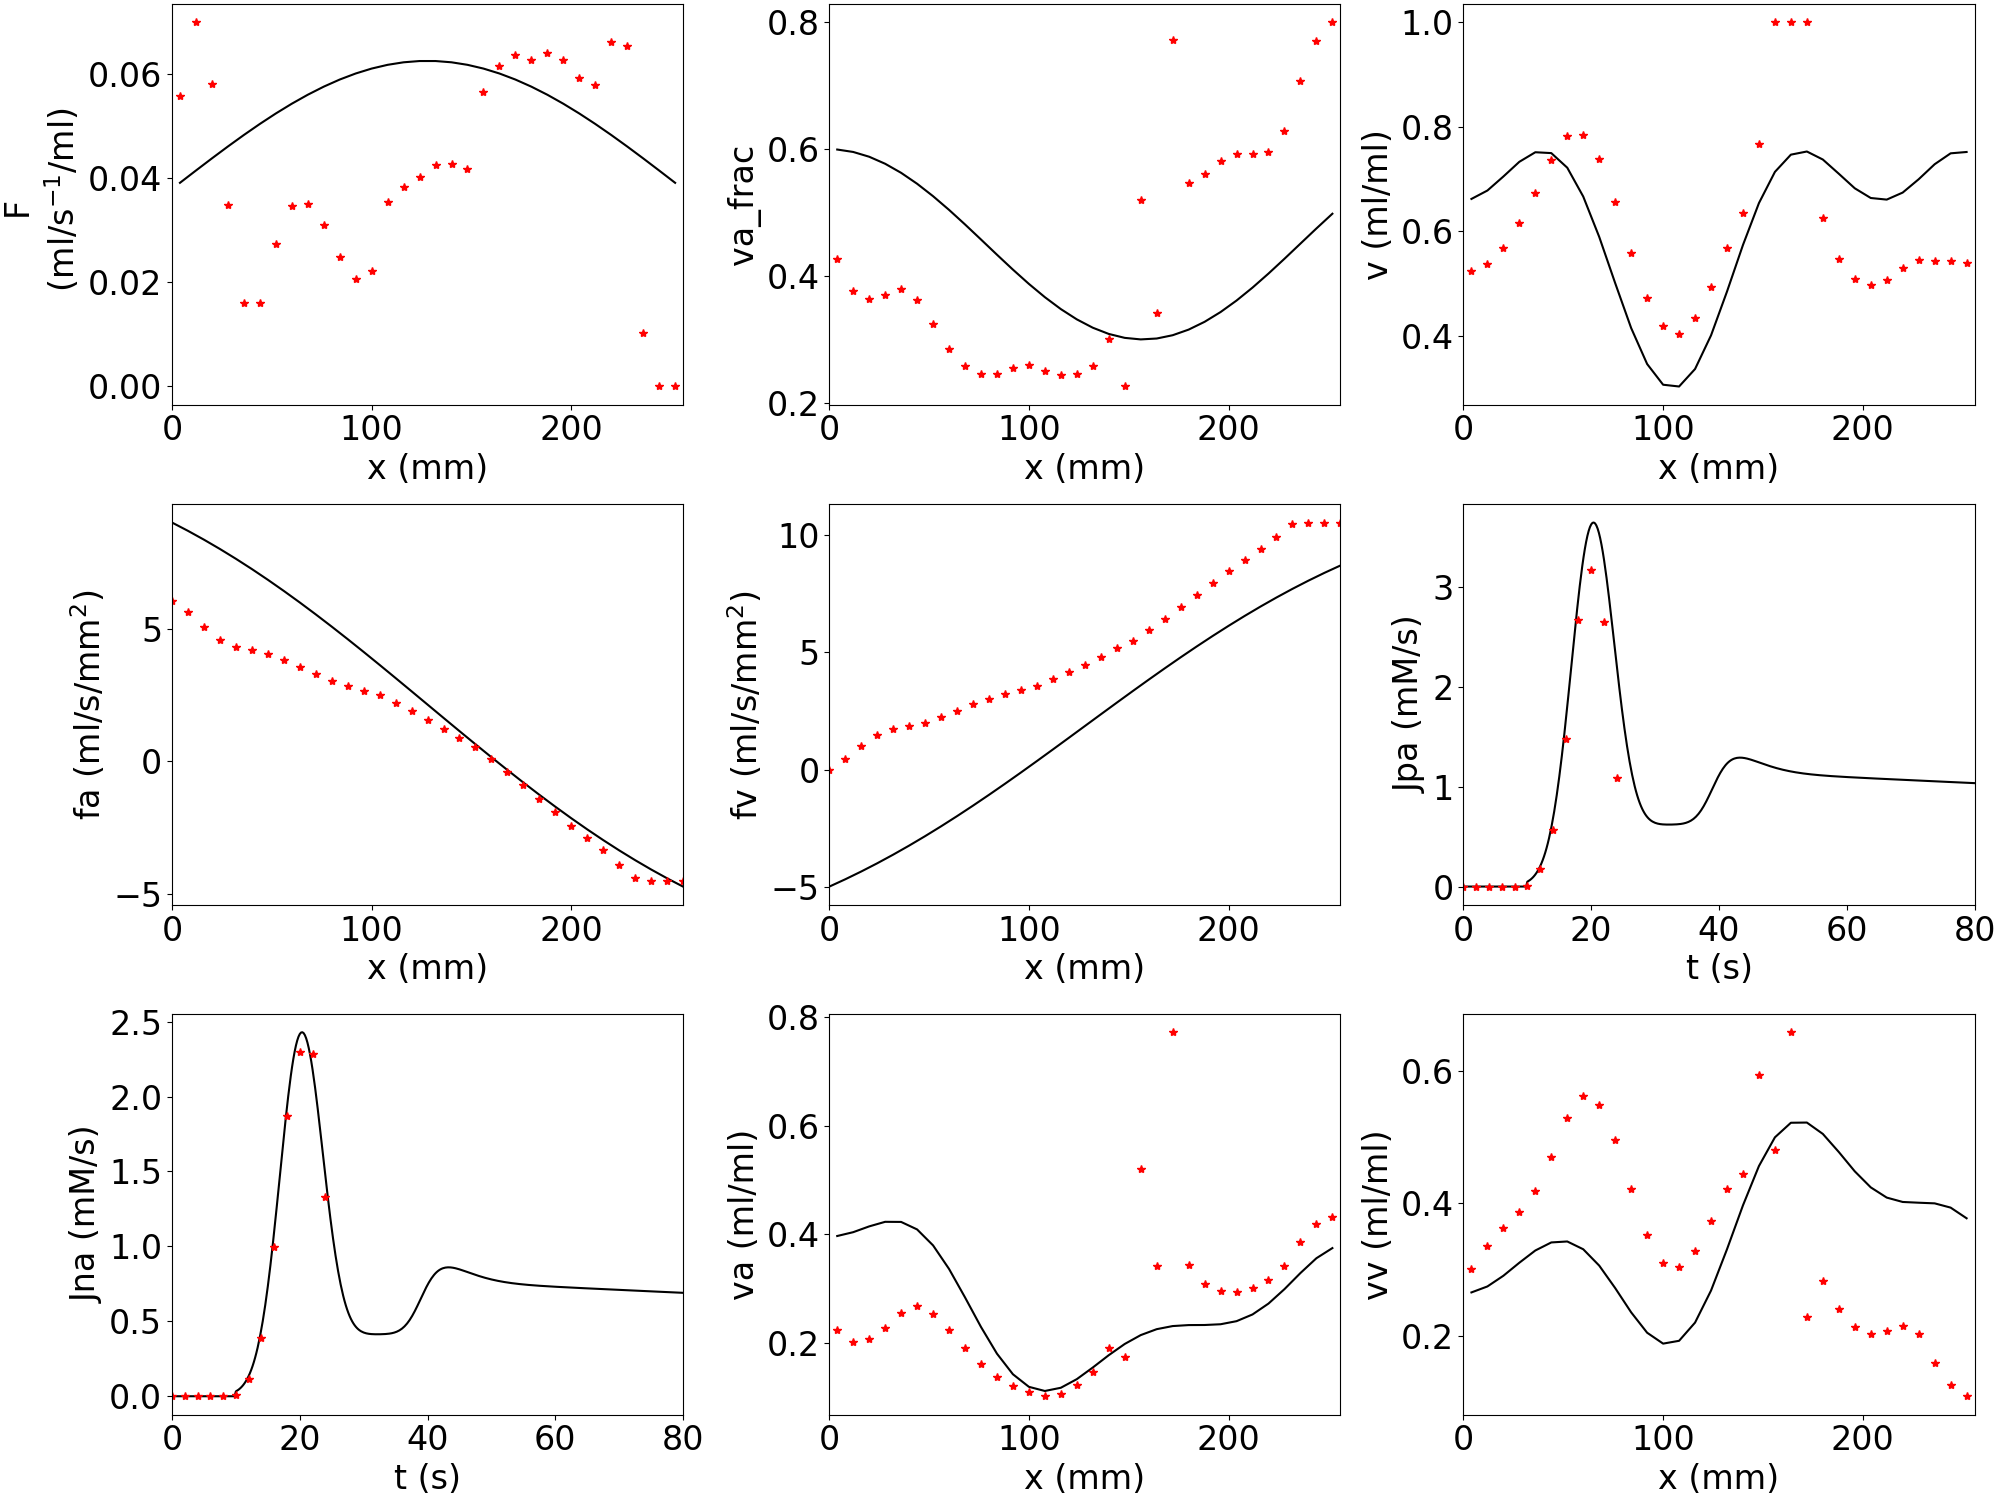 F
(ml/s⁻¹/ml)
0.06
0.04
0.02
0.00
0 100 200
x (mm)
va_frac
0.8
0.6
0.4
0.2
0 100 200
x (mm)
v (ml/ml)
1.0
0.8
0.6
0.4
0 100 200
x (mm)
fa (ml/s/mm²)
5
0
−5
0 100 200
x (mm)
fv (ml/s/mm²)
10
5
0
−5
0 100 200
x (mm)
Jpa (mM/s)
3
2
1
0
0 20 40 60 80
t (s)
Jna (mM/s)
2.5
2.0
1.5
1.0
0.5
0.0
0 20 40 60 80
t (s)
va (ml/ml)
0.8
0.6
0.4
0.2
0 100 200
x (mm)
vv (ml/ml)
0.6
0.4
0.2
0 100 200
x (mm)